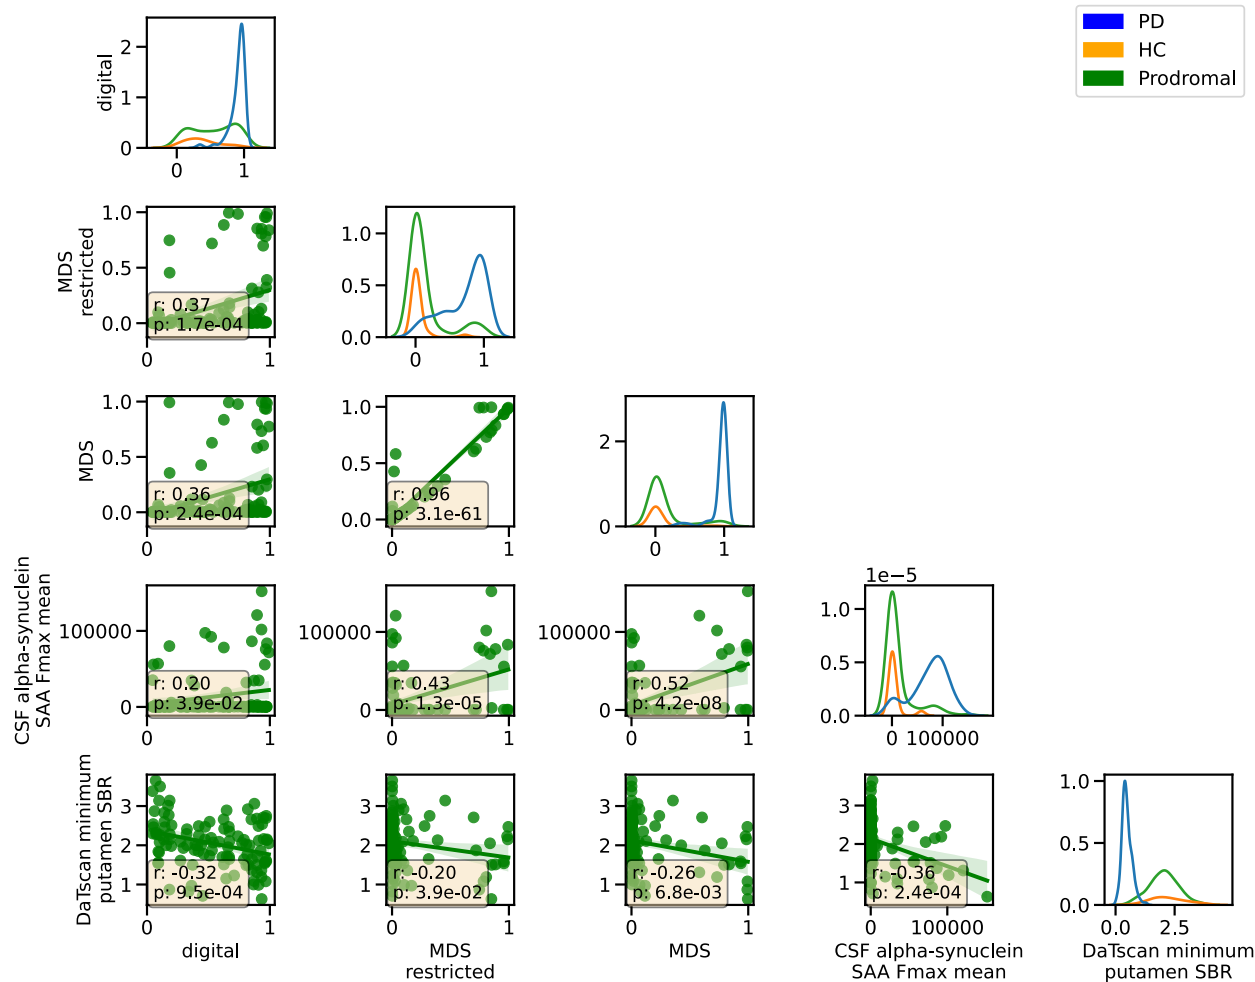 PD
HC
Prodromal
digital
2
1
0
0 1
MDS
restricted
1.0
0.5
0.0
r: 0.37
p: 1.7e-04
0 1
1.0
0.5
0.0
0 1
MDS
1.0
0.5
0.0
r: 0.36
p: 2.4e-04
0 1
1.0
0.5
0.0
r: 0.96
p: 3.1e-61
0 1
2
0
0 1
CSF alpha-synuclein
SAA Fmax mean
100000
0
r: 0.20
p: 3.9e-02
0 1
100000
0
r: 0.43
p: 1.3e-05
0 1
100000
0
r: 0.52
p: 4.2e-08
0 1
1e−5
1.0
0.5
0.0
0 100000
DaTscan minimum
putamen SBR
3
2
1
r: -0.32
p: 9.5e-04
0 1
digital
3
2
1
r: -0.20
p: 3.9e-02
0 1
MDS
restricted
3
2
1
r: -0.26
p: 6.8e-03
0 1
MDS
3
2
1
r: -0.36
p: 2.4e-04
0 100000
CSF alpha-synuclein
SAA Fmax mean
1.0
0.5
0.0
0.0 2.5
DaTscan minimum
putamen SBR